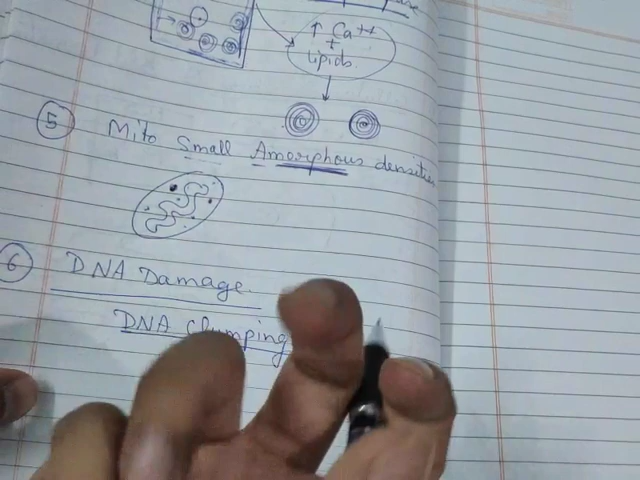 ↑ Ca++
+
Lipids
5
Mito Small Amorphous densities
6
DNA Damage
DNA Clumping